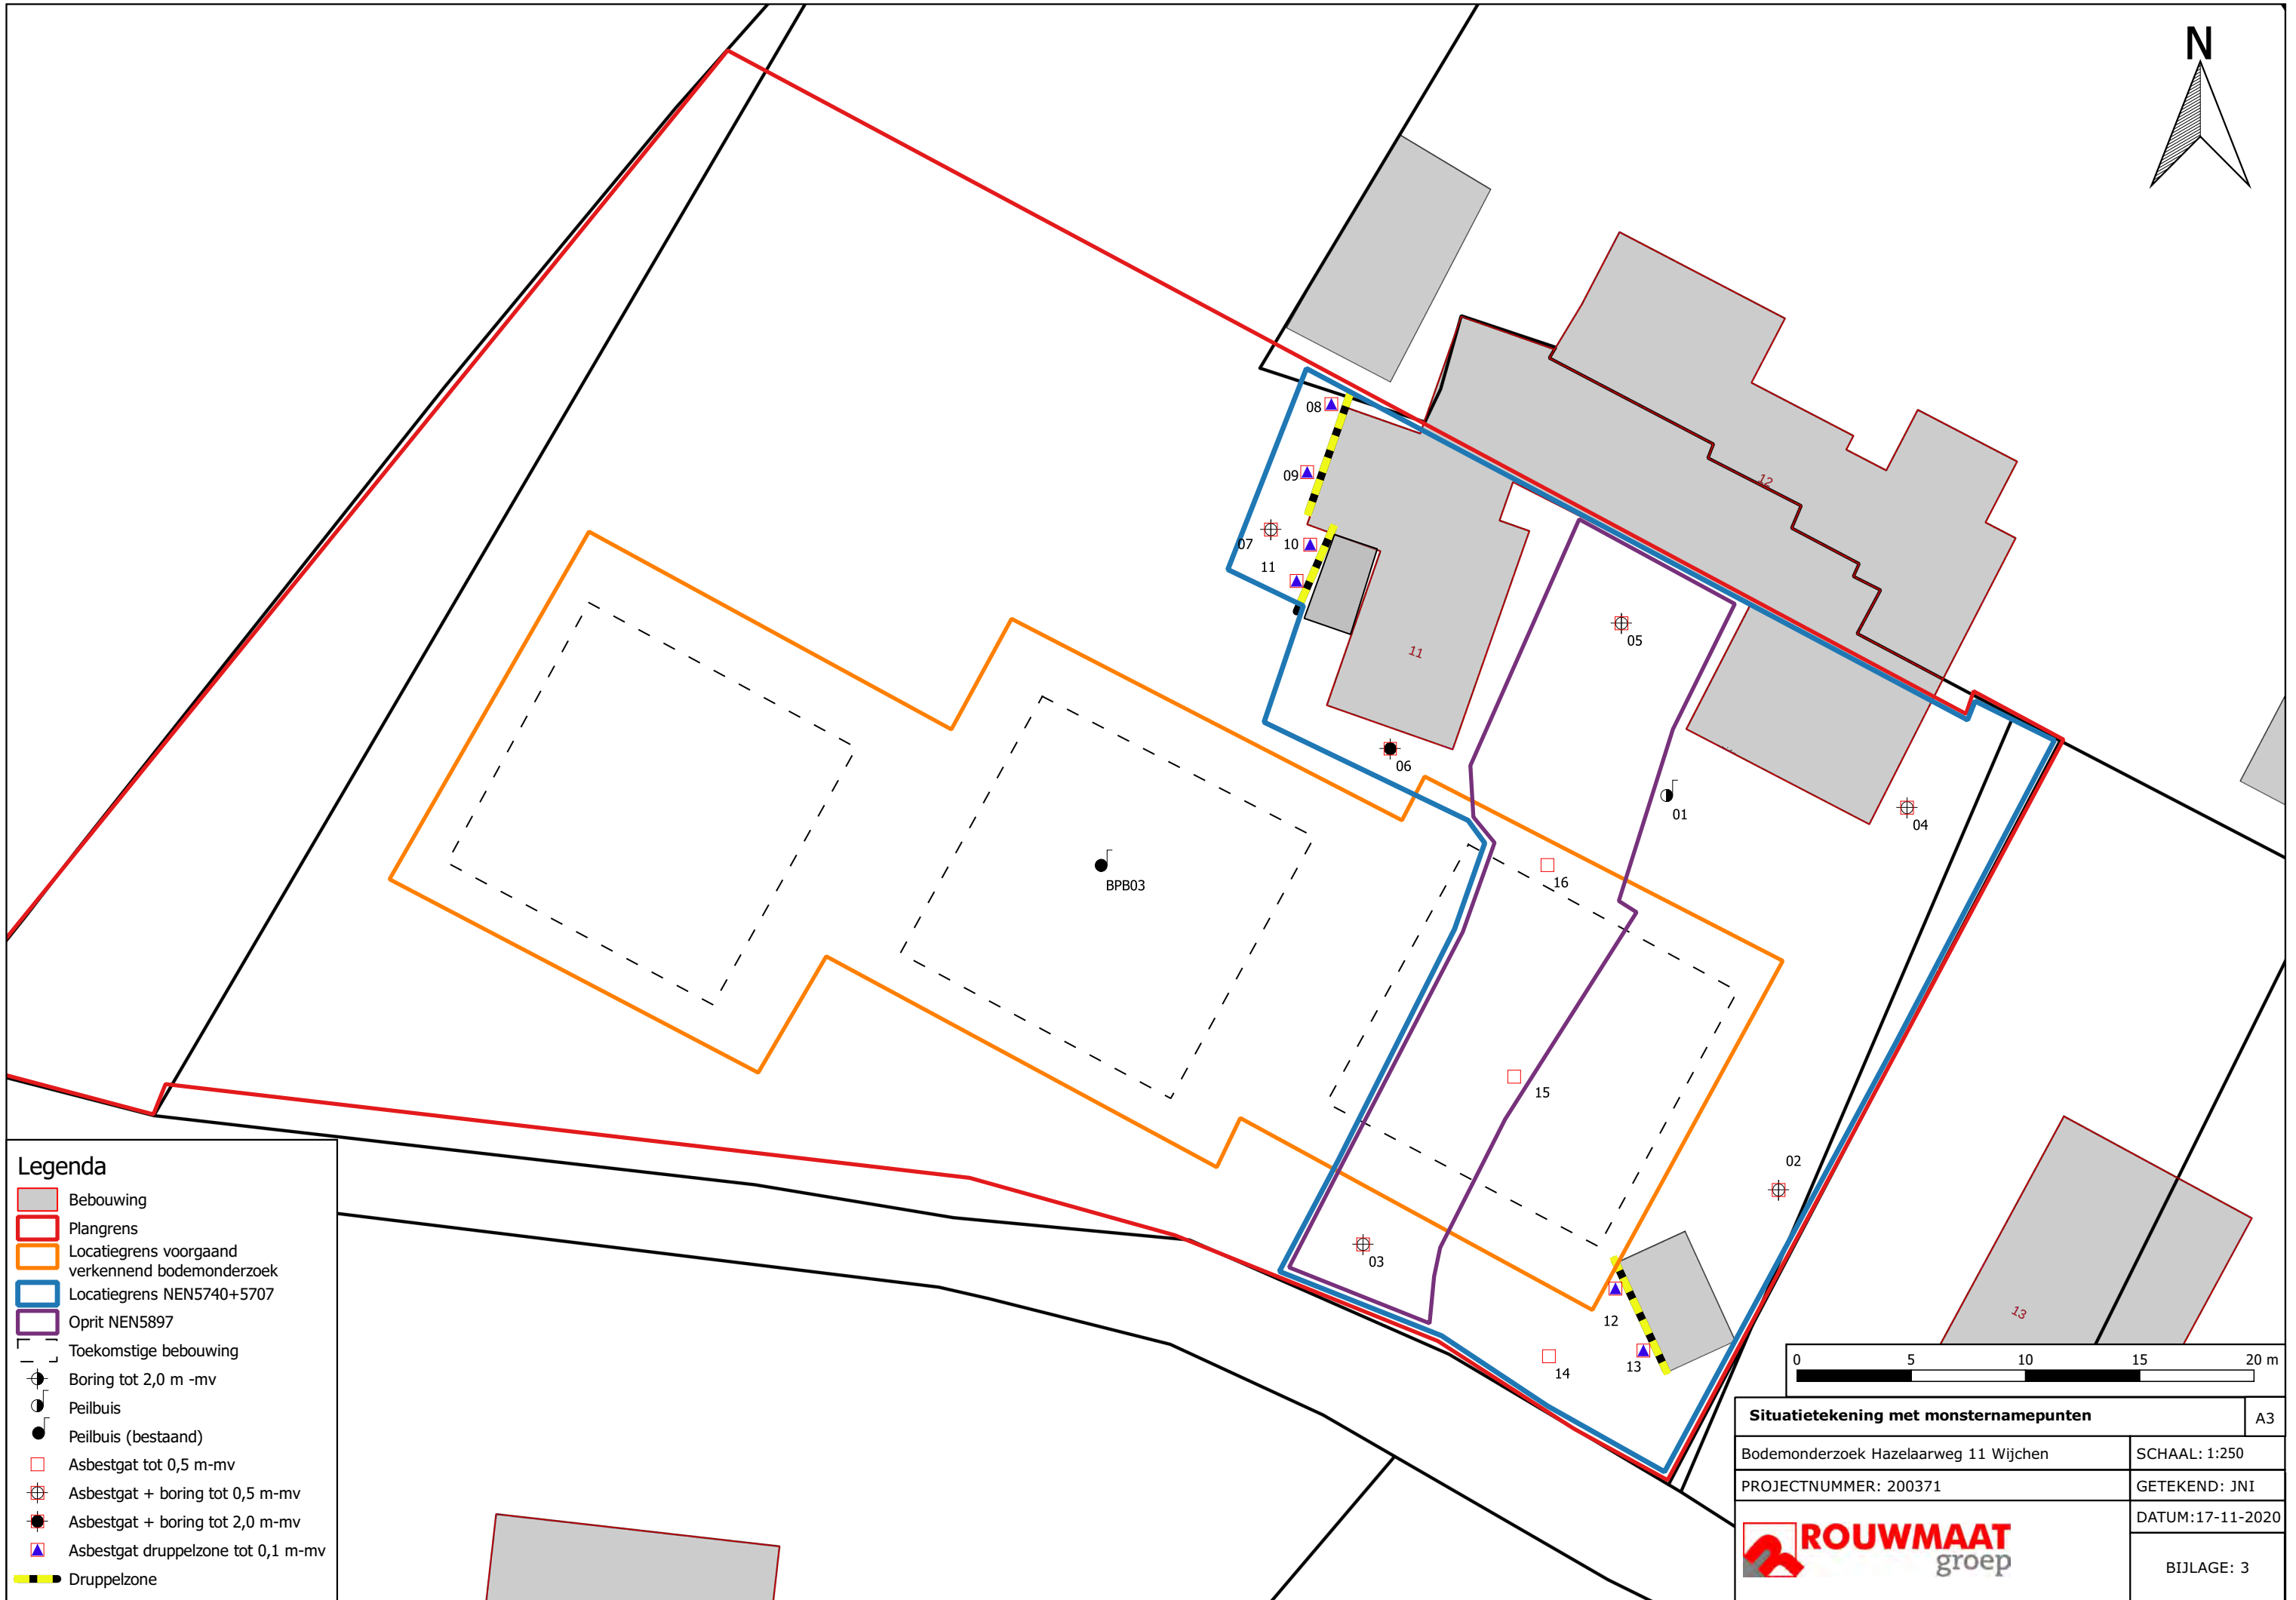 N
08
09
07
10
11
12
11
05
06
01
04
16
BPB03
15
02
03
12
13
14
13
Legenda
Bebouwing
Plangrens
Locatiegrens voorgaand
verkennend bodemonderzoek
Locatiegrens NEN5740+5707
Oprit NEN5897
Toekomstige bebouwing
Boring tot 2,0 m -mv
Peilbuis
Peilbuis (bestaand)
Asbestgat tot 0,5 m-mv
Asbestgat + boring tot 0,5 m-mv
Asbestgat + boring tot 2,0 m-mv
Asbestgat druppelzone tot 0,1 m-mv
Druppelzone
0 5 10 15 20 m
Situatietekening met monsternamepunten A3
Bodemonderzoek Hazelaarweg 11 Wijchen SCHAAL: 1:250
PROJECTNUMMER: 200371 GETEKEND: JNI
DATUM:17-11-2020
ROUWMAAT
groep
BIJLAGE: 3